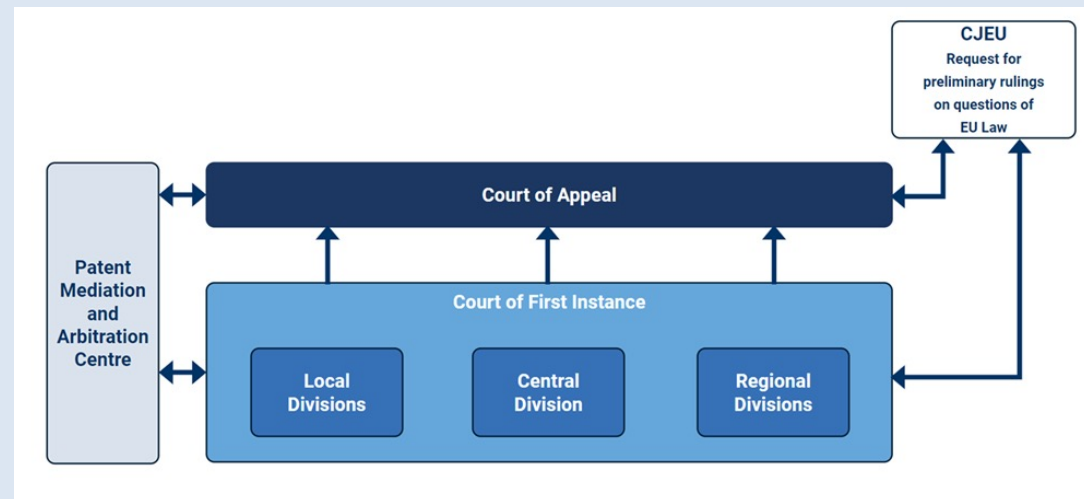 CJEU
Request for
preliminary rulings
on questions of
EU Law
Court of Appeal
Patent
Mediation
and
Arbitration
Centre
Court of First Instance
Local
Divisions
Central
Division
Regional
Divisions